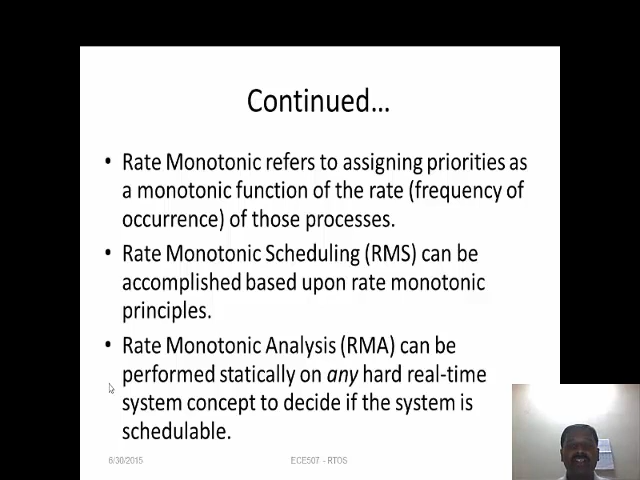 Continued...
• Rate Monotonic refers to assigning priorities as
a monotonic function of the rate (frequency of
occurrence) of those processes.
• Rate Monotonic Scheduling (RMS) can be
accomplished based upon rate monotonic
principles.
• Rate Monotonic Analysis (RMA) can be
performed statically on any hard real-time
system concept to decide if the system is
schedulable.
6/30/2015 ECE507 - RTOS